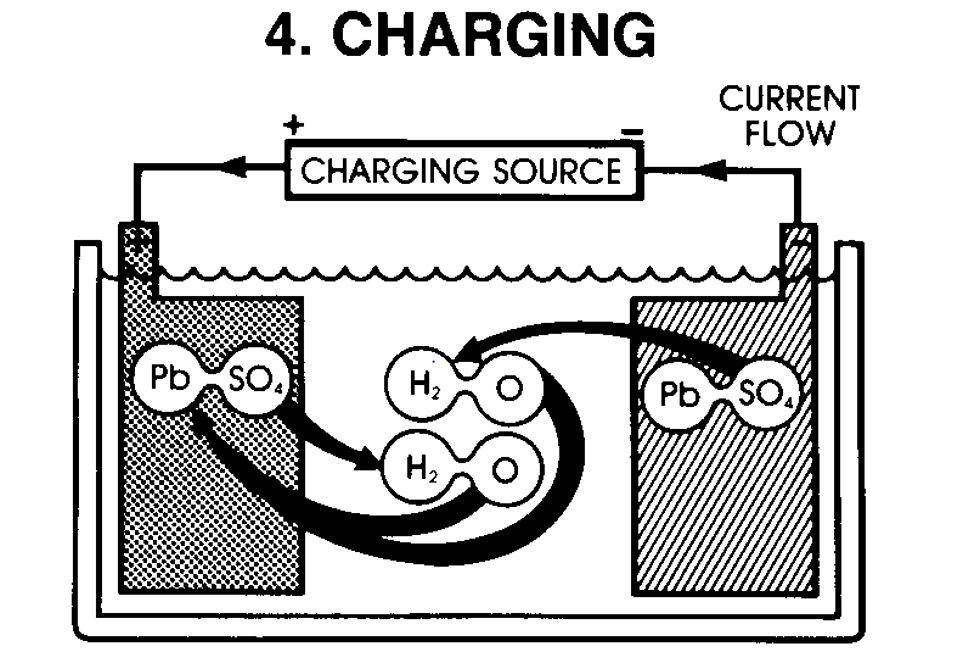 4. CHARGING
CURRENT
FLOW
+
−
CHARGING SOURCE
+
−
Pb SO₄
H₂ O
Pb SO₄
H₂ O